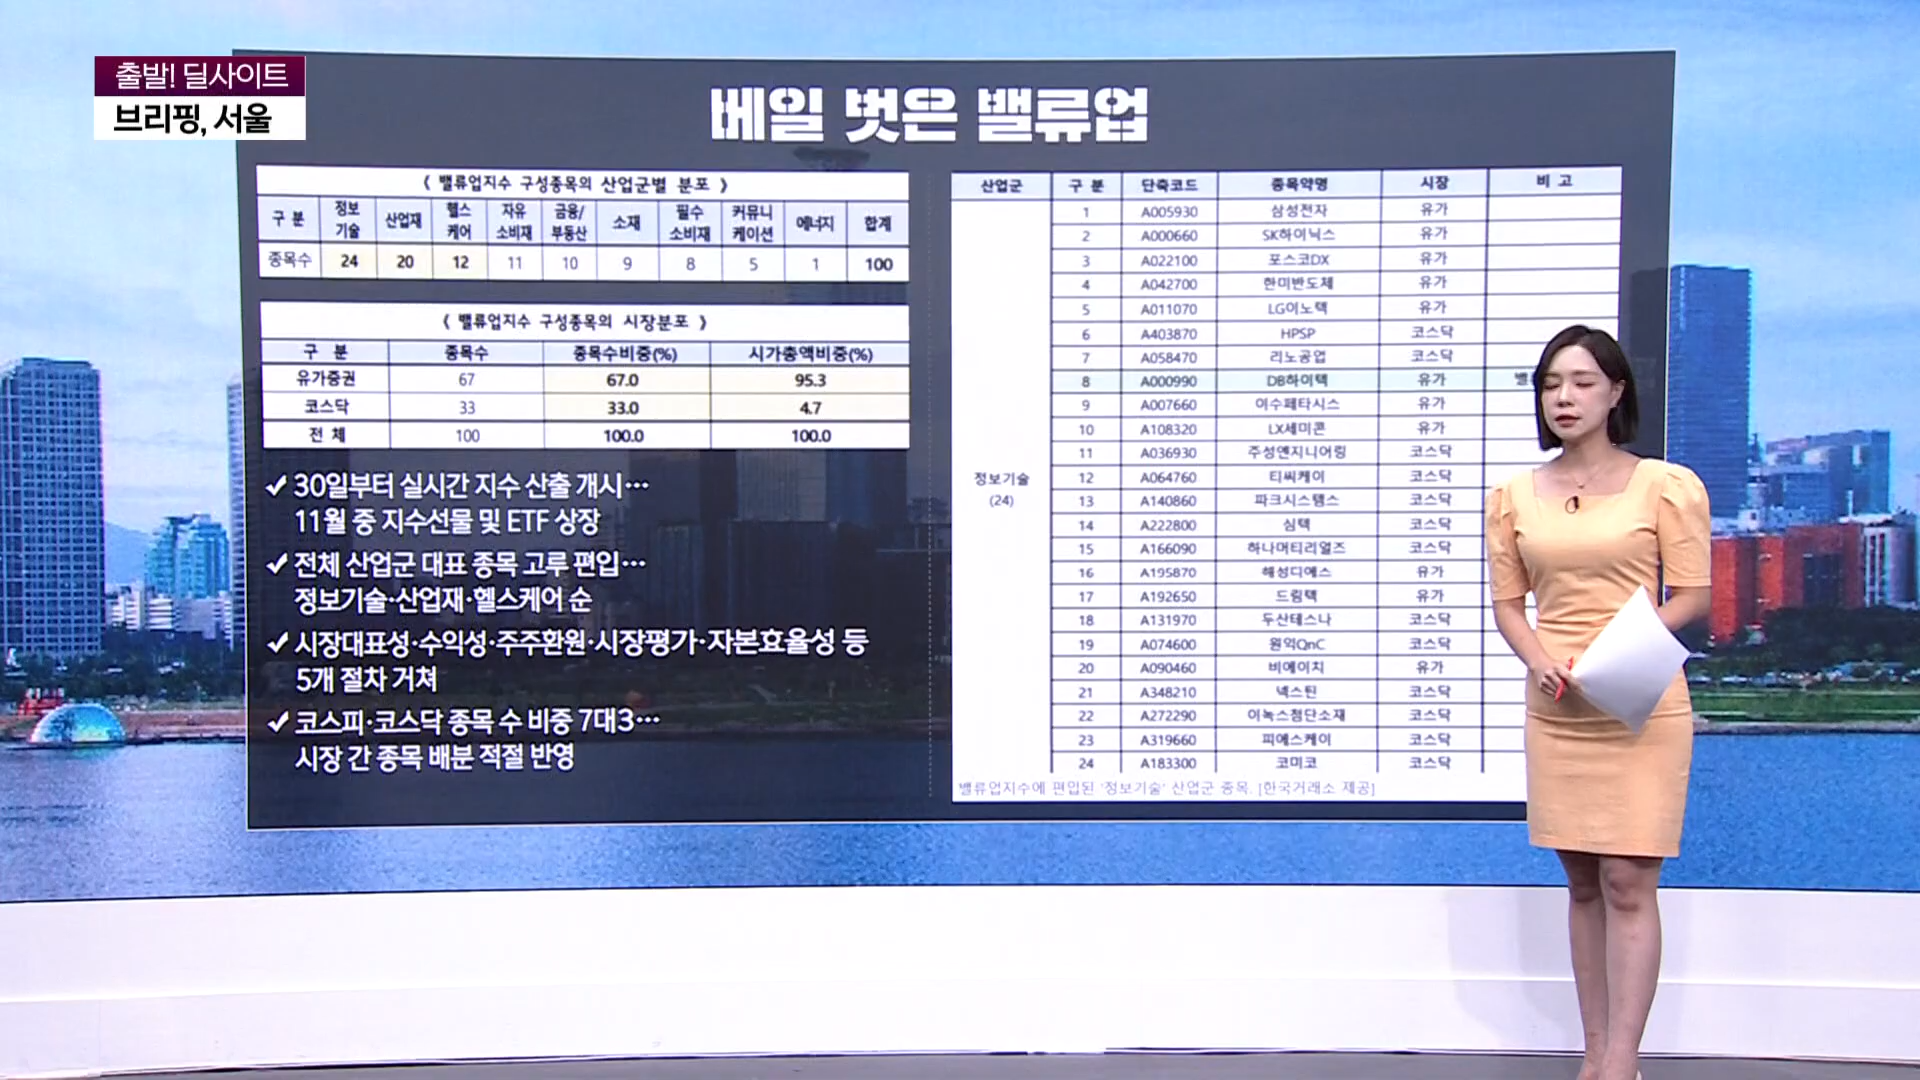 출발! 딜사이트
브리핑, 서울
베일 벗은 밸류업
《 밸류업지수 구성종목의 산업군별 분포 》
구 분 정보기술 산업재 헬스케어 자유소비재 금융/부동산 소재 필수소비재 커뮤니케이션 에너지 합계
종목수 24 20 12 11 10 9 8 5 1 100
《 밸류업지수 구성종목의 시장분포 》
구 분 종목수 종목수비중(%) 시가총액비중(%)
유가증권 67 67.0 95.3
코스닥 33 33.0 4.7
전 체 100 100.0 100.0
✓ 30일부터 실시간 지수 산출 개시…
11월 중 지수선물 및 ETF 상장
✓ 전체 산업군 대표 종목 고루 편입…
정보기술·산업재·헬스케어 순
✓ 시장대표성·수익성·주주환원·시장평가·자본효율성 등
5개 절차 거쳐
✓ 코스피·코스닥 종목 수 비중 7대3…
시장 간 종목 배분 적절 반영
산업군 구 분 단축코드 종목약명 시장 비 고
정보기술
(24)
1 A005930 삼성전자 유가
2 A000660 SK하이닉스 유가
3 A022100 포스코DX 유가
4 A042700 한미반도체 유가
5 A011070 LG이노텍 유가
6 A403870 HPSP 코스닥
7 A058470 리노공업 코스닥
8 A000990 DB하이텍 유가
9 A007660 이수페타시스 유가
10 A108320 LX세미콘 유가
11 A036930 주성엔지니어링 코스닥
12 A064760 티씨케이 코스닥
13 A140860 파크시스템스 코스닥
14 A222800 심텍 코스닥
15 A166090 하나머티리얼즈 코스닥
16 A195870 해성디에스 유가
17 A192650 드림텍 유가
18 A131970 두산테스나 코스닥
19 A074600 원익QnC 코스닥
20 A090460 비에이치 유가
21 A348210 넥스틴 코스닥
22 A272290 이녹스첨단소재 코스닥
23 A319660 피에스케이 코스닥
24 A183300 코미코 코스닥
밸류업지수에 편입된 '정보기술' 산업군 종목. [한국거래소 제공]